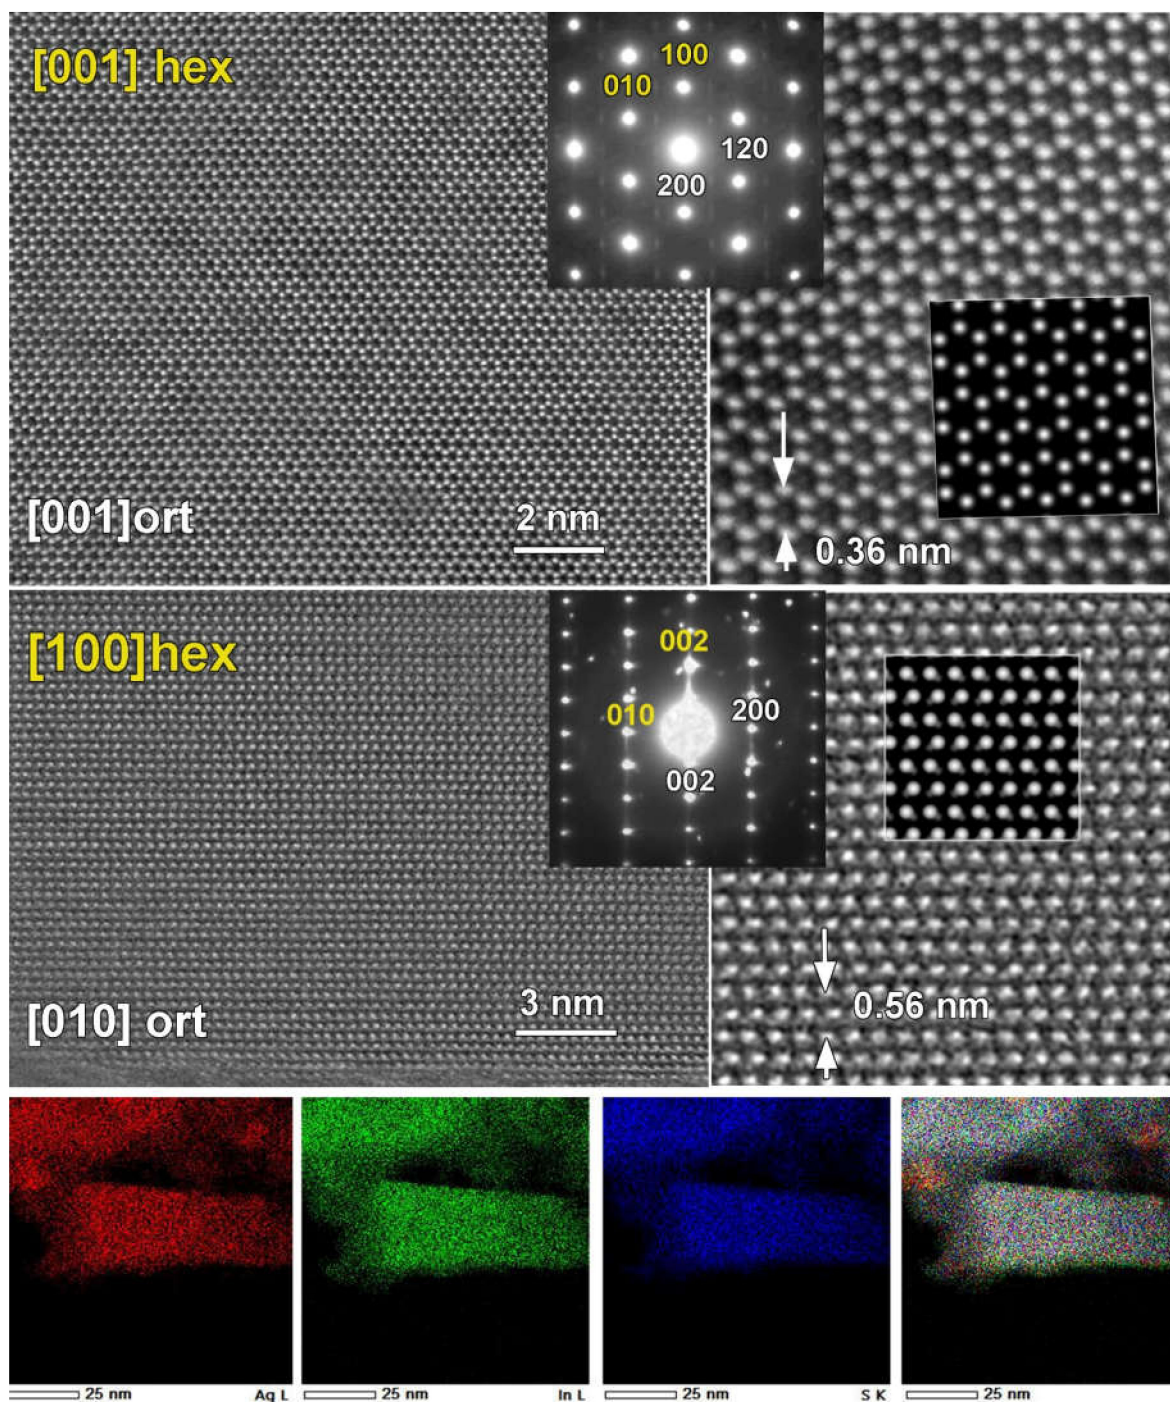 [001] hex
100
010
120
200
[001]ort
2 nm
0.36 nm
[100]hex
002
010
200
002
[010] ort
3 nm
0.56 nm
25 nm Ag L
25 nm In L
25 nm S K
25 nm